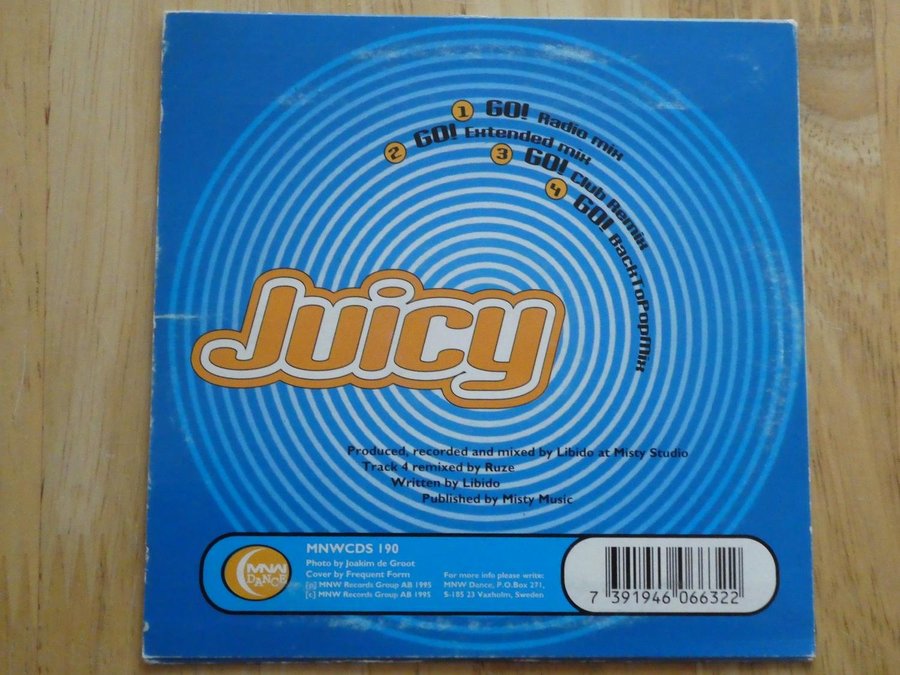 1 GO! Radio mix
2 GO! Extended mix
3 GO! Club Remix
4 GO! BackToPopMix
Juicy
Produced, recorded and mixed by Libido at Misty Studio
Track 4 remixed by Ruze
Written by Libido
Published by Misty Music
MNW
DANCE
MNWCDS 190
Photo by Joakim de Groot
Cover by Frequent Form
[p] MNW Records Group AB 1995
[c] MNW Records Group AB 1995
For more info please write:
MNW Dance, P.O.Box 271,
S-185 23 Vaxholm, Sweden
7 391946 066322